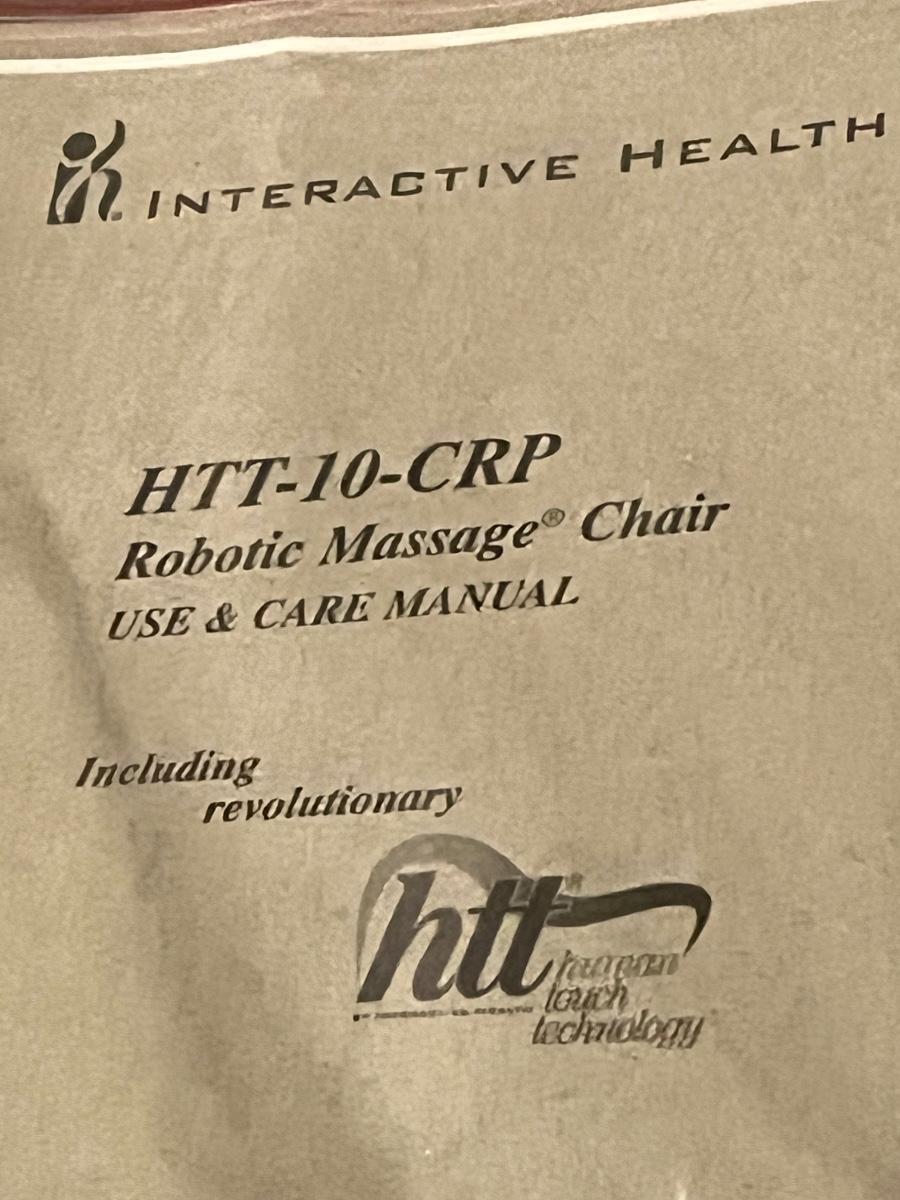 INTERACTIVE HEALTH
HTT-10-CRP
Robotic Massage® Chair
USE & CARE MANUAL
Including
revolutionary
htt®
human
touch
technology